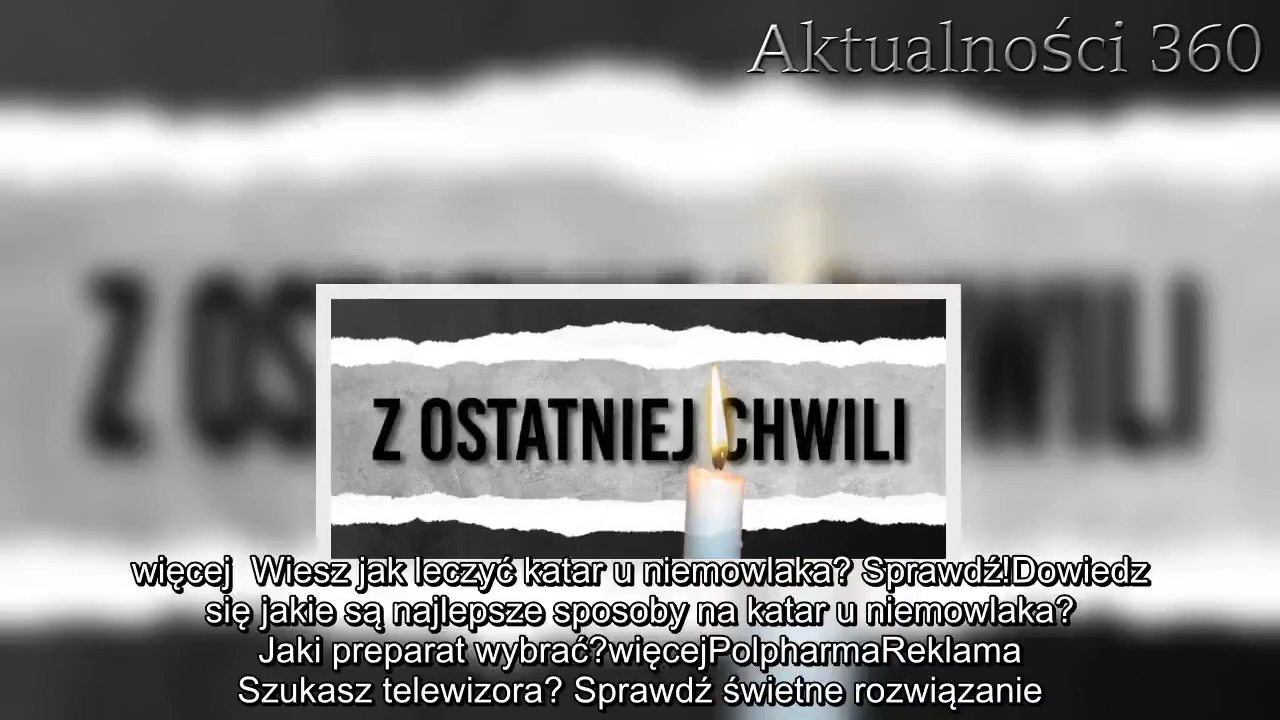 Aktualności 360
Z OSTATNIEJ CHWILI
więcej  Wiesz jak leczyć katar u niemowlaka? Sprawdź!Dowiedz
się jakie są najlepsze sposoby na katar u niemowlaka?
Jaki preparat wybrać?więcejPolpharmaReklama
Szukasz telewizora? Sprawdź świetne rozwiązanie